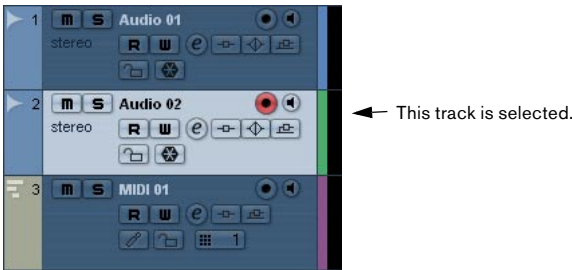 1 m S Audio 01
stereo R W e
2 m S Audio 02
stereo R W e
This track is selected.
3 m S MIDI 01
R W e
1